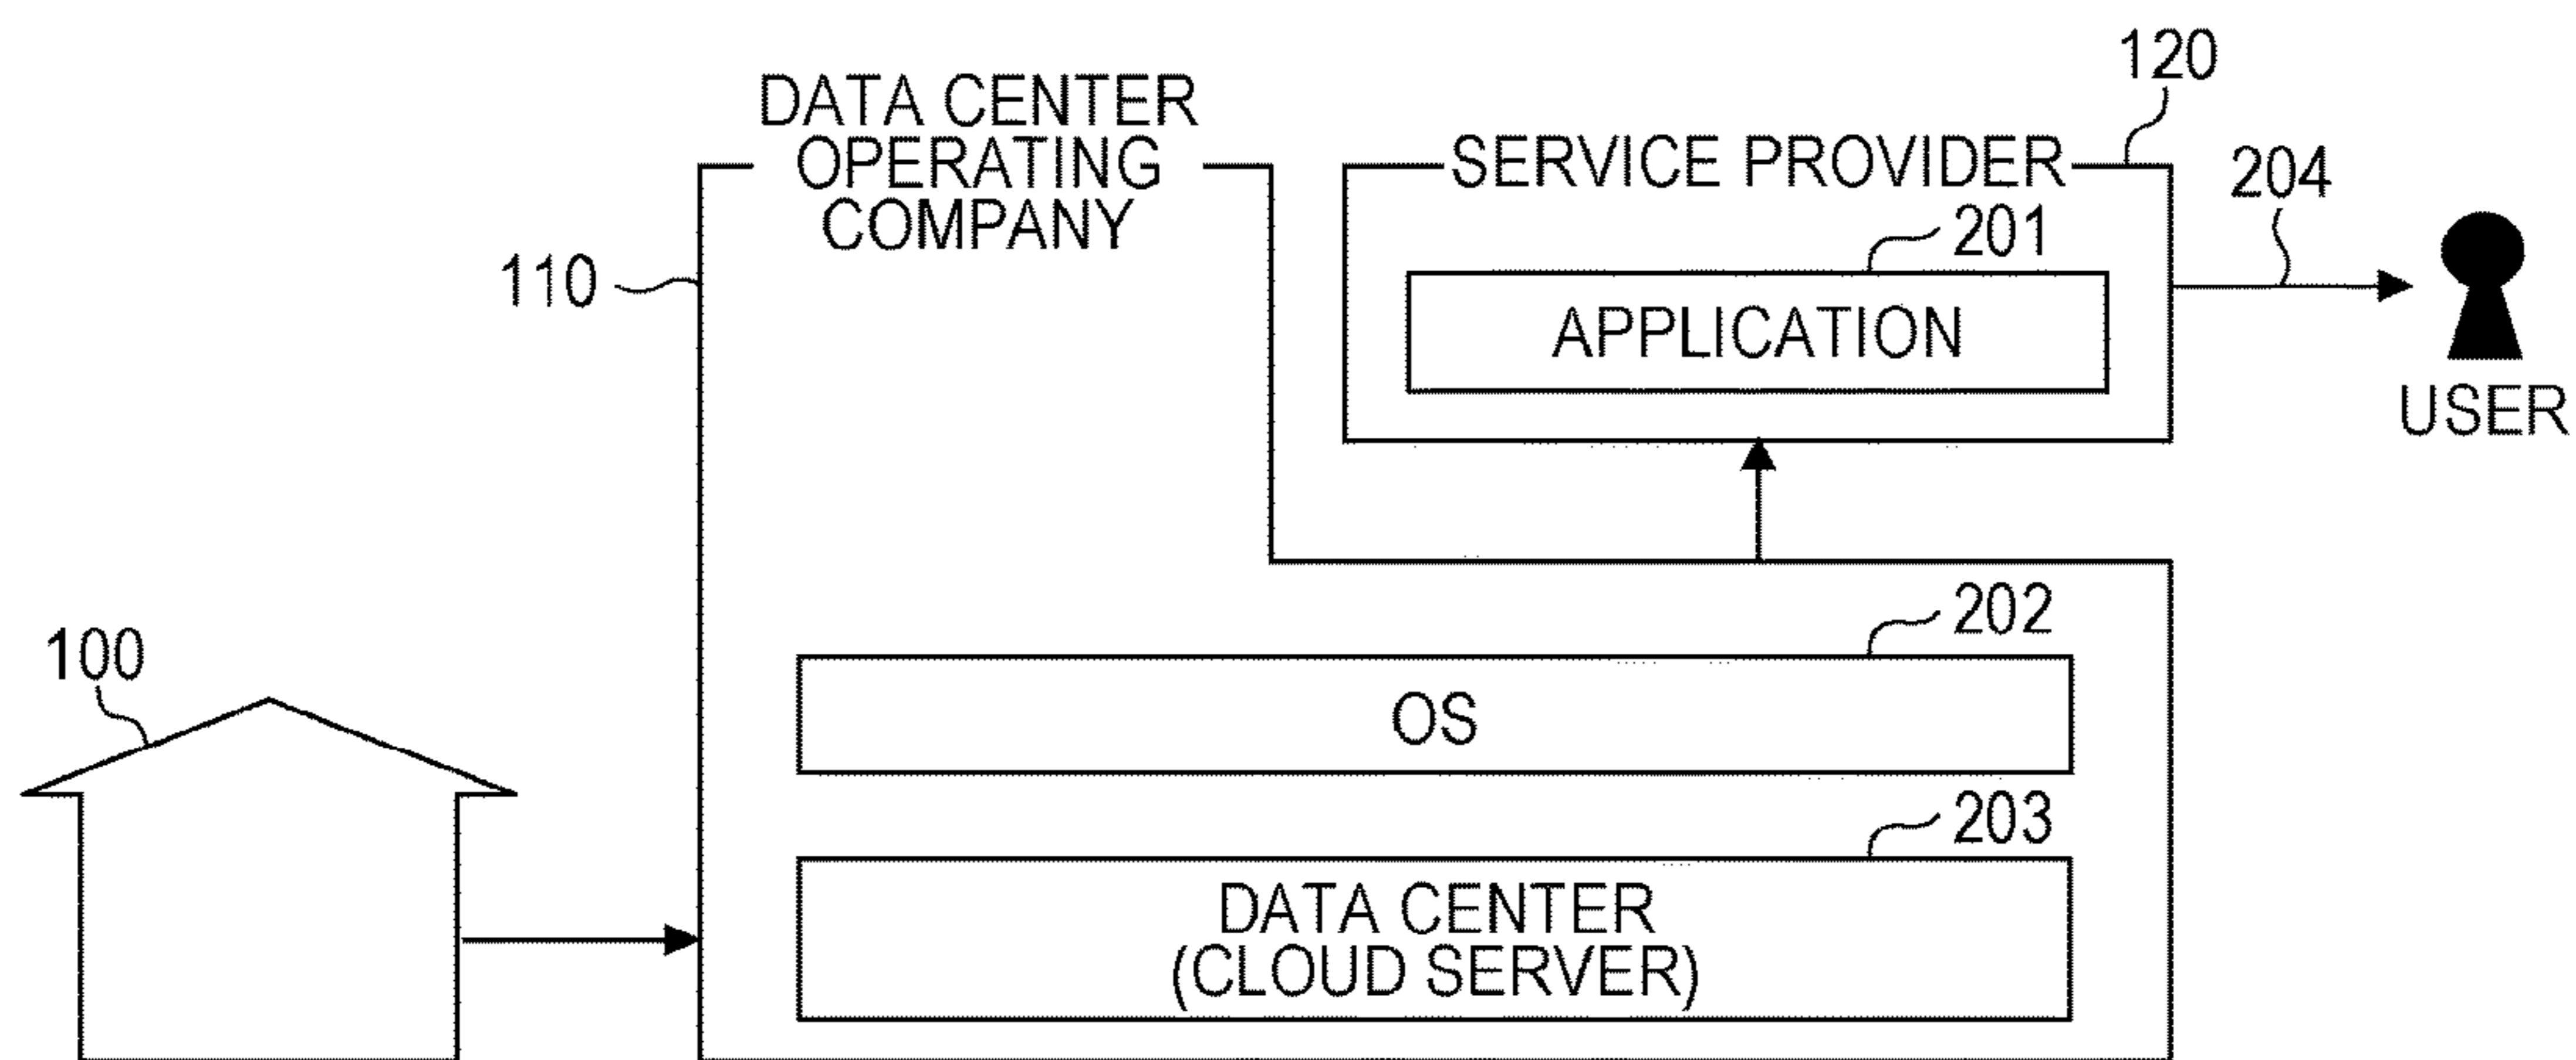 120
DATA CENTER
OPERATING
COMPANY
SERVICE PROVIDER
204
201
110
APPLICATION
USER
202
100
OS
203
DATA CENTER
(CLOUD SERVER)